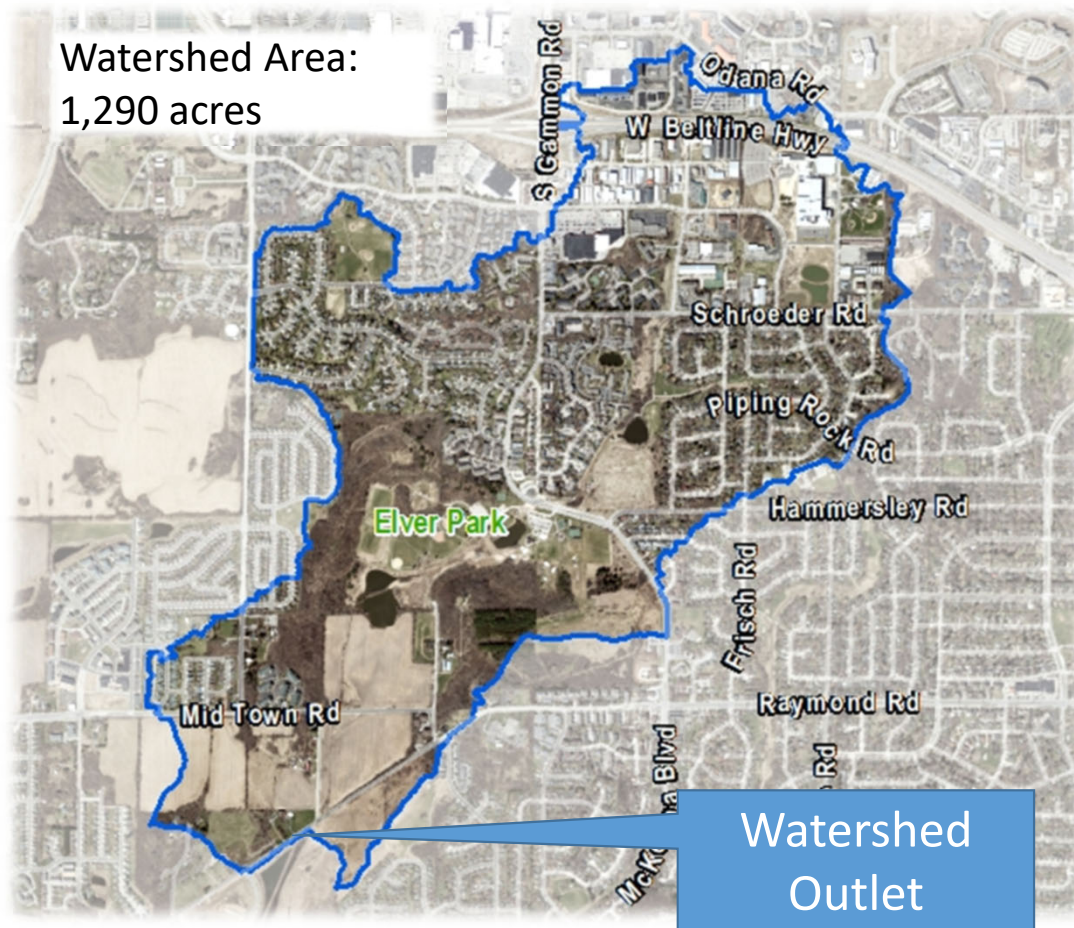 Watershed Area:
1,290 acres
S Gammon Rd
Odana Rd
W Beltline Hwy
Schroeder Rd
Piping Rock Rd
Hammersley Rd
Elver Park
Frisch Rd
Mid Town Rd
Raymond Rd
Blvd
Rd
Watershed
Outlet